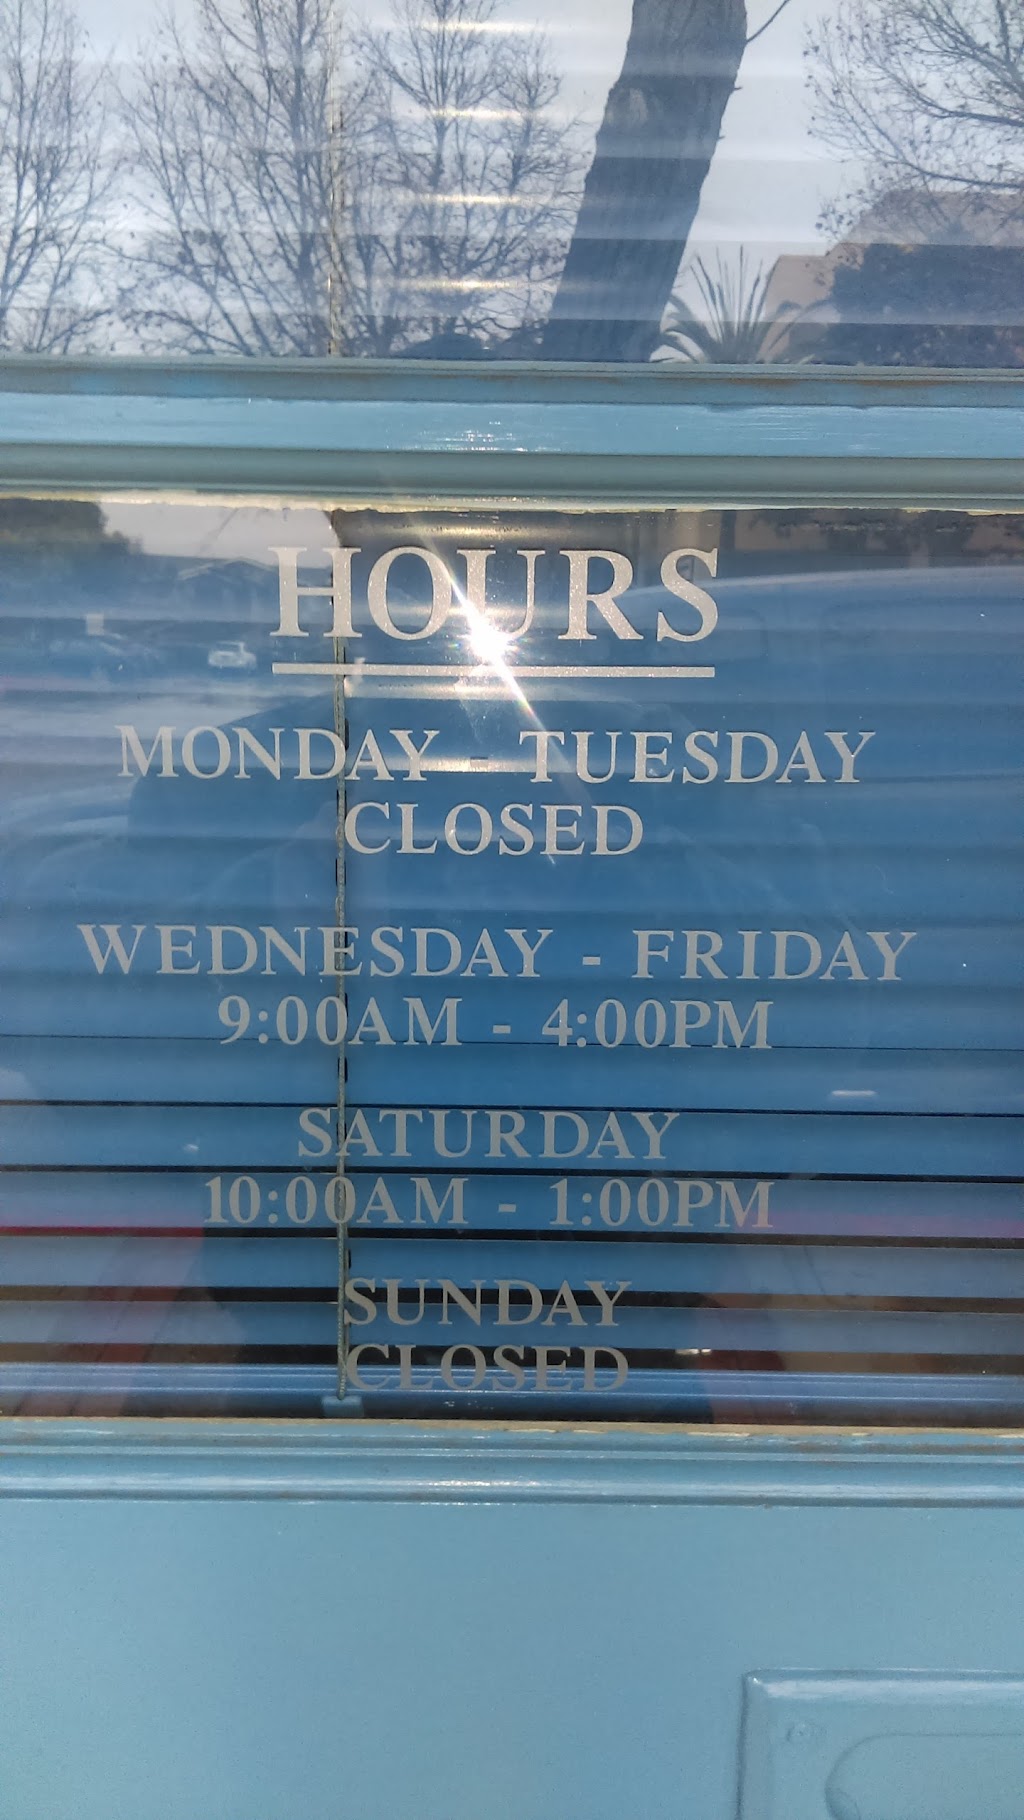 HOURS
MONDAY - TUESDAY
CLOSED
WEDNESDAY - FRIDAY
9:00AM - 4:00PM
SATURDAY
10:00AM - 1:00PM
SUNDAY
CLOSED